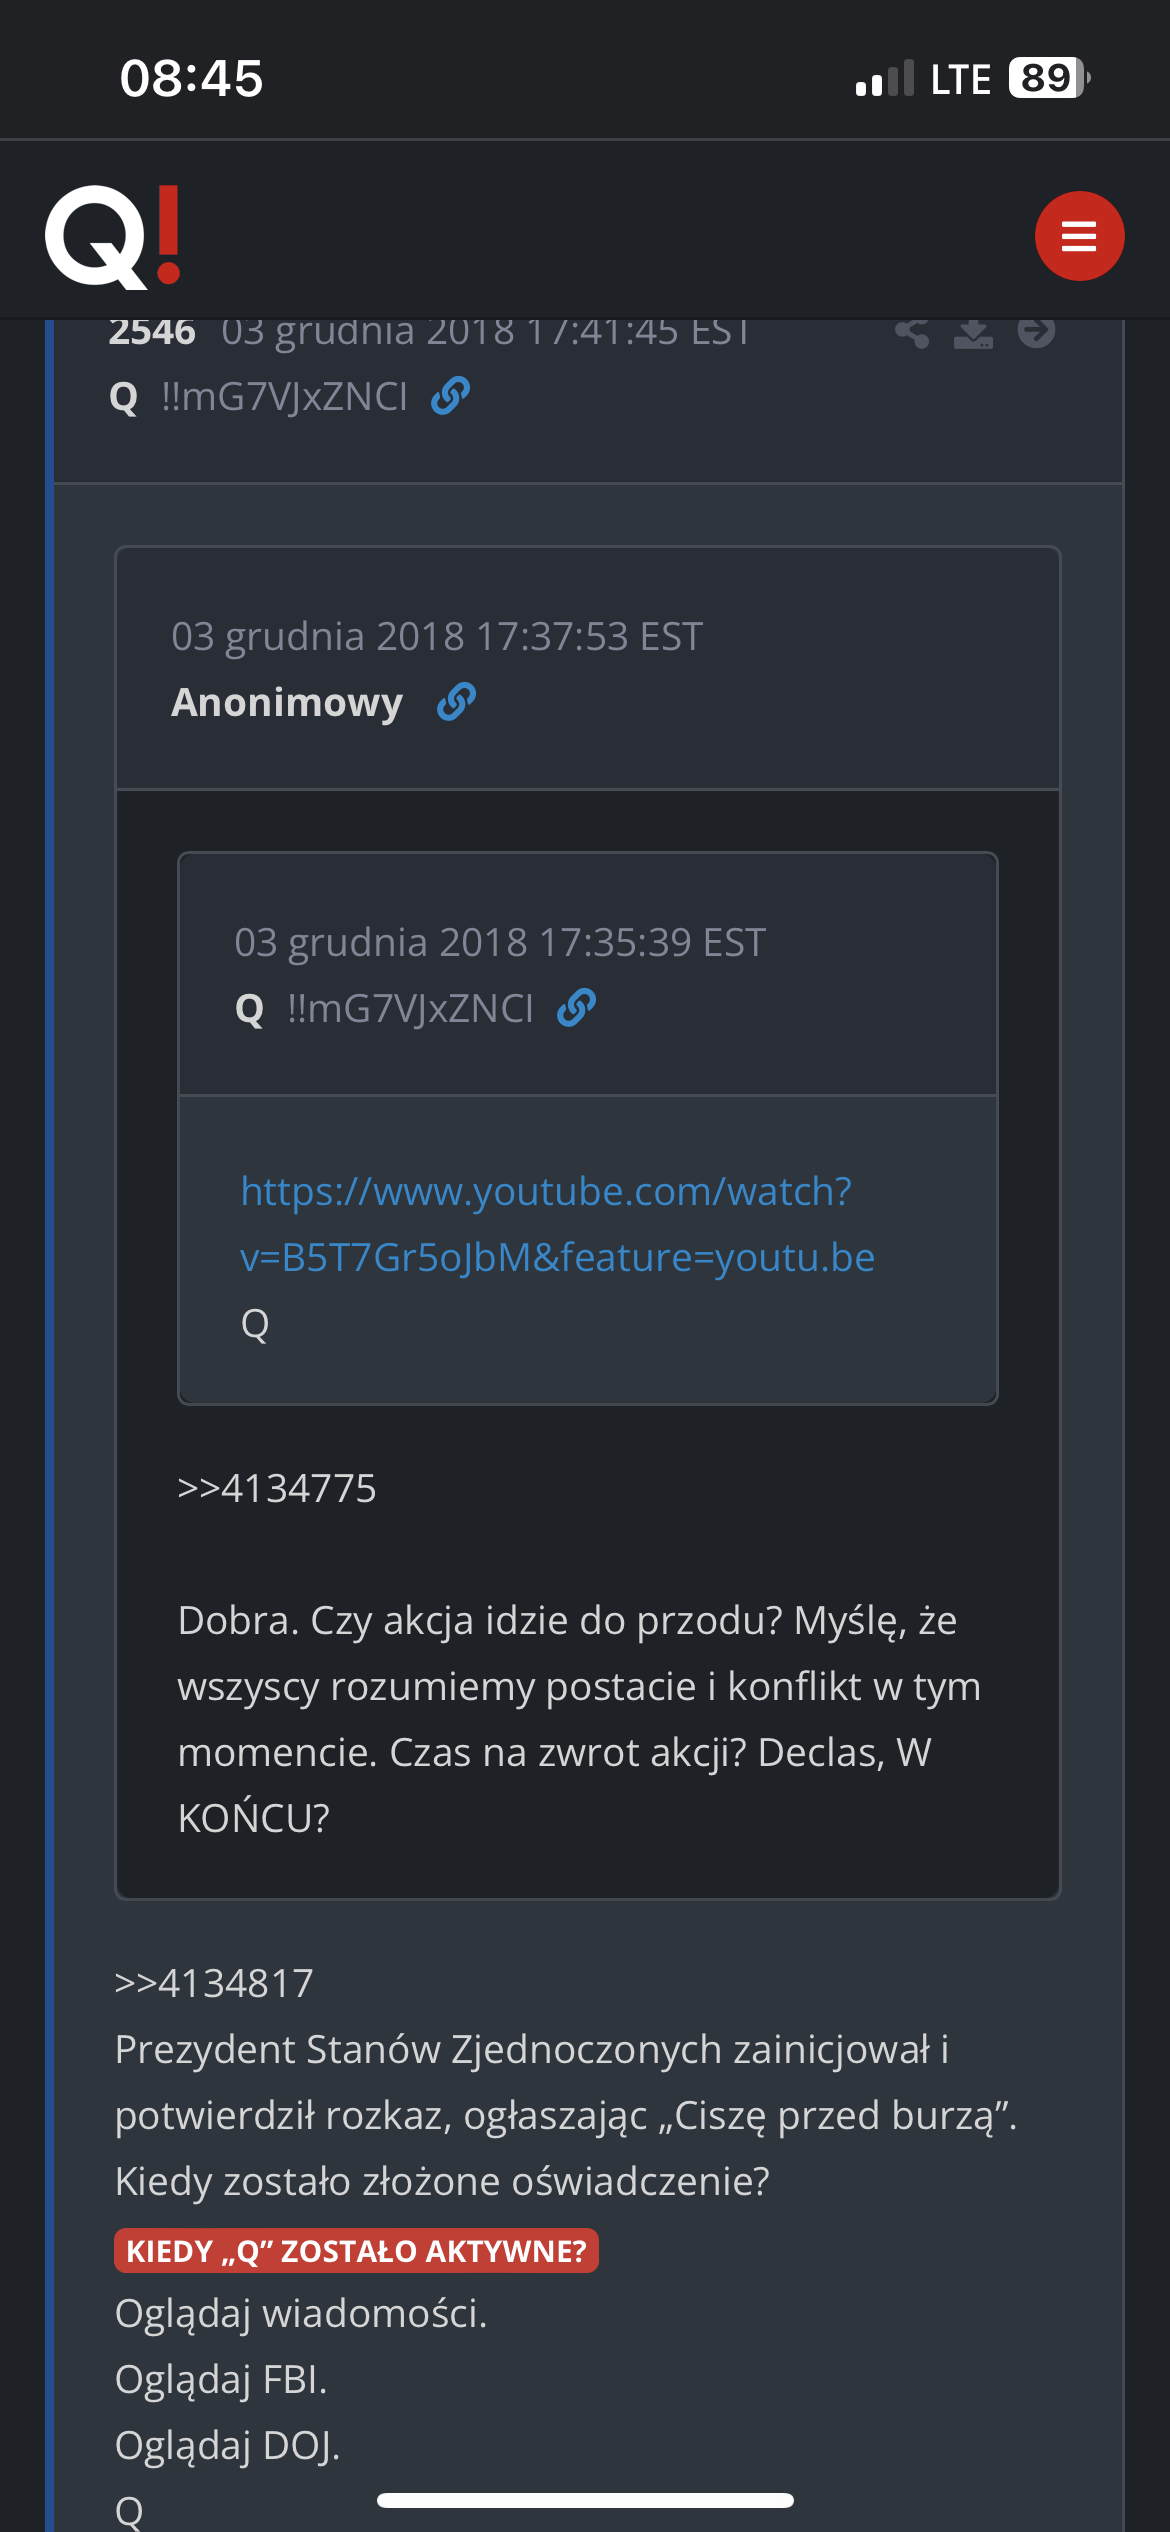 08:45
LTE 89
Q!
2546 03 grudnia 2018 17:41:45 EST
Q !!mG7VJxZNCI
03 grudnia 2018 17:37:53 EST
Anonimowy
03 grudnia 2018 17:35:39 EST
Q !!mG7VJxZNCI
https://www.youtube.com/watch?
v=B5T7Gr5oJbM&feature=youtu.be
Q
>>4134775
Dobra. Czy akcja idzie do przodu? Myślę, że
wszyscy rozumiemy postacie i konflikt w tym
momencie. Czas na zwrot akcji? Declas, W
KOŃCU?
>>4134817
Prezydent Stanów Zjednoczonych zainicjował i
potwierdził rozkaz, ogłaszając „Ciszę przed burzą”.
Kiedy zostało złożone oświadczenie?
KIEDY „Q” ZOSTAŁO AKTYWNE?
Oglądaj wiadomości.
Oglądaj FBI.
Oglądaj DOJ.
Q